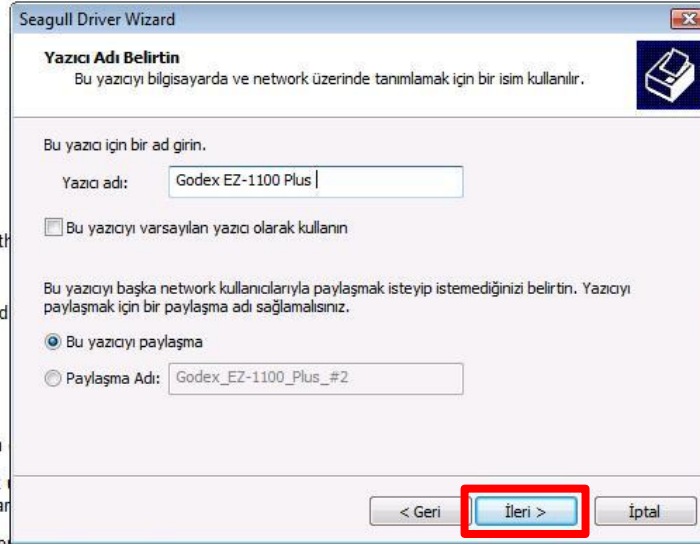 Seagull Driver Wizard
Yazıcı Adı Belirtin
Bu yazıcıyı bilgisayarda ve network üzerinde tanımlamak için bir isim kullanılır.
Bu yazıcı için bir ad girin.
Yazıcı adı: Godex EZ-1100 Plus
Bu yazıcıyı varsayılan yazıcı olarak kullanın
Bu yazıcıyı başka network kullanıcılarıyla paylaşmak isteyip istemediğinizi belirtin. Yazıcıyı
paylaşmak için bir paylaşma adı sağlamalısınız.
Bu yazıcıyı paylaşma
Paylaşma Adı: Godex_EZ-1100_Plus_#2
< Geri İleri > İptal